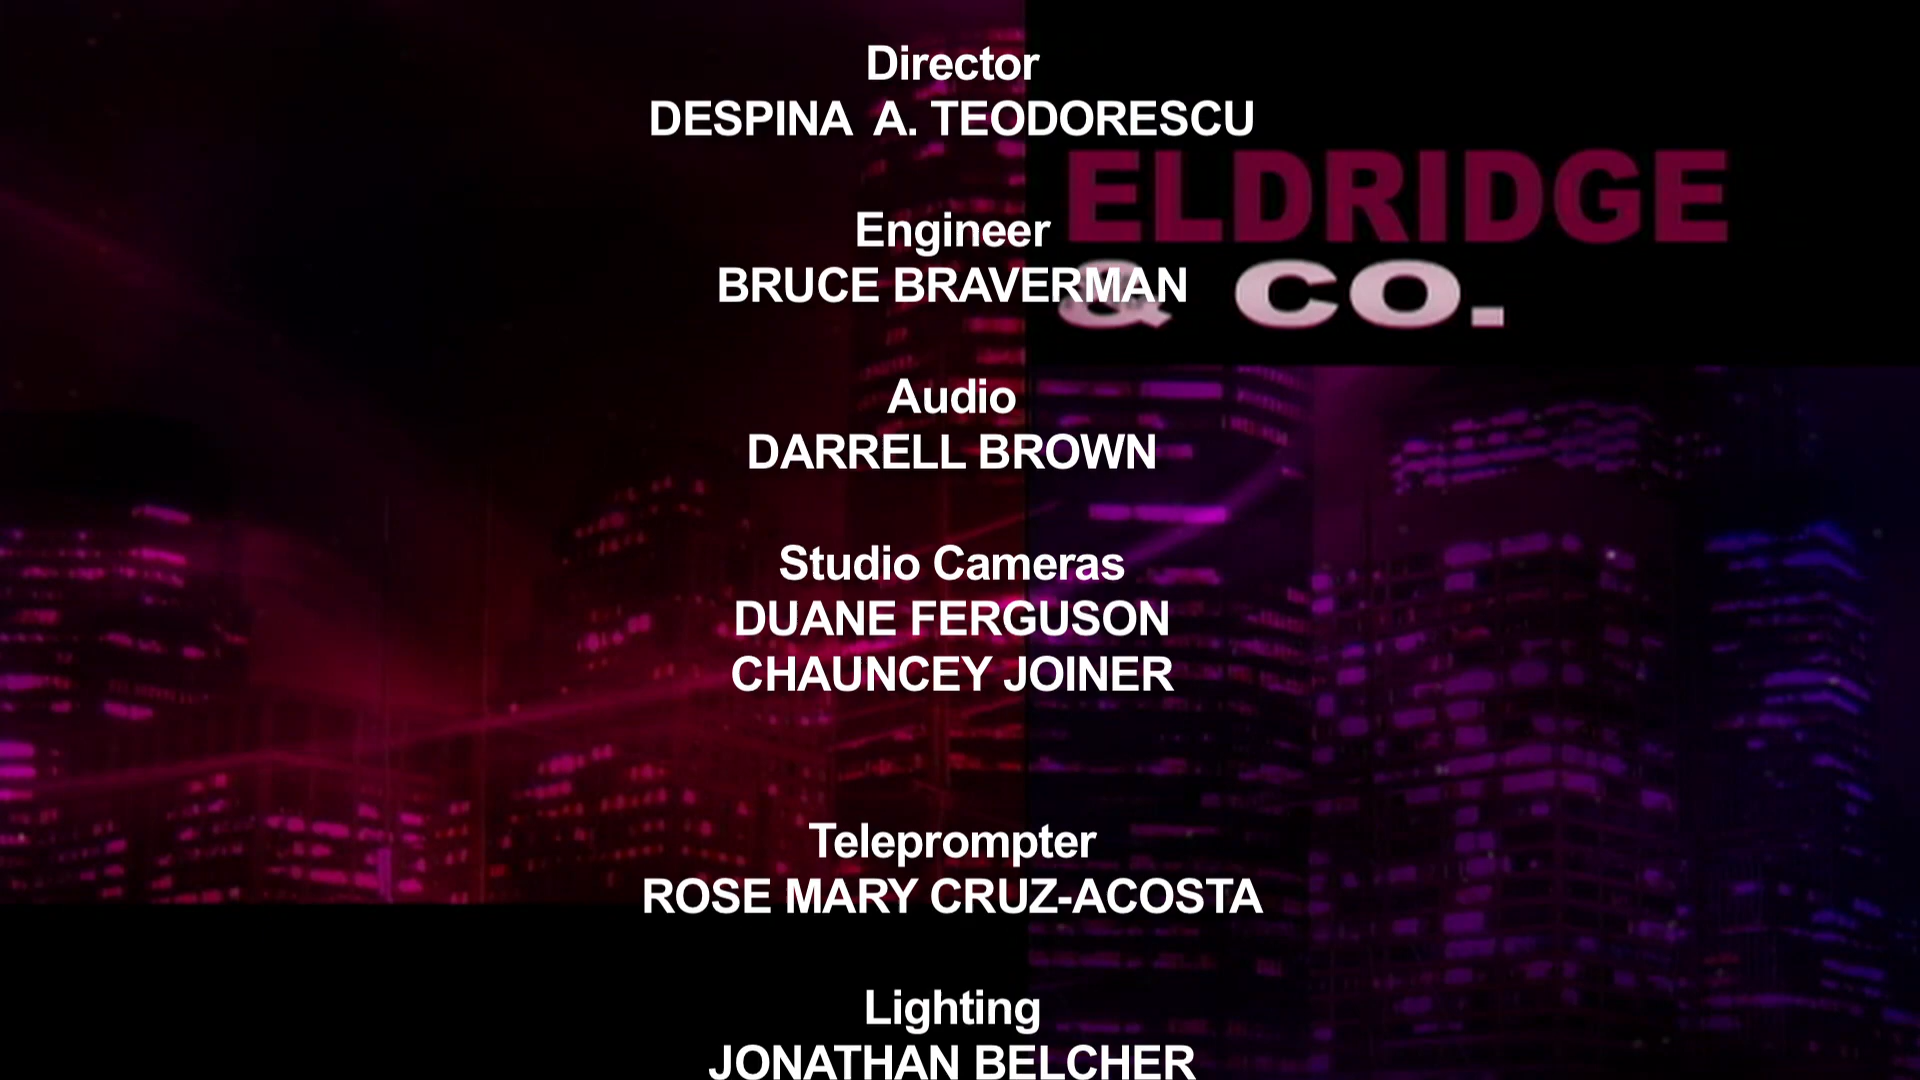 Director
DESPINA A. TEODORESCU
ELDRIDGE
& CO.
Engineer
BRUCE BRAVERMAN
Audio
DARRELL BROWN
Studio Cameras
DUANE FERGUSON
CHAUNCEY JOINER
Teleprompter
ROSE MARY CRUZ-ACOSTA
Lighting
JONATHAN BELCHER